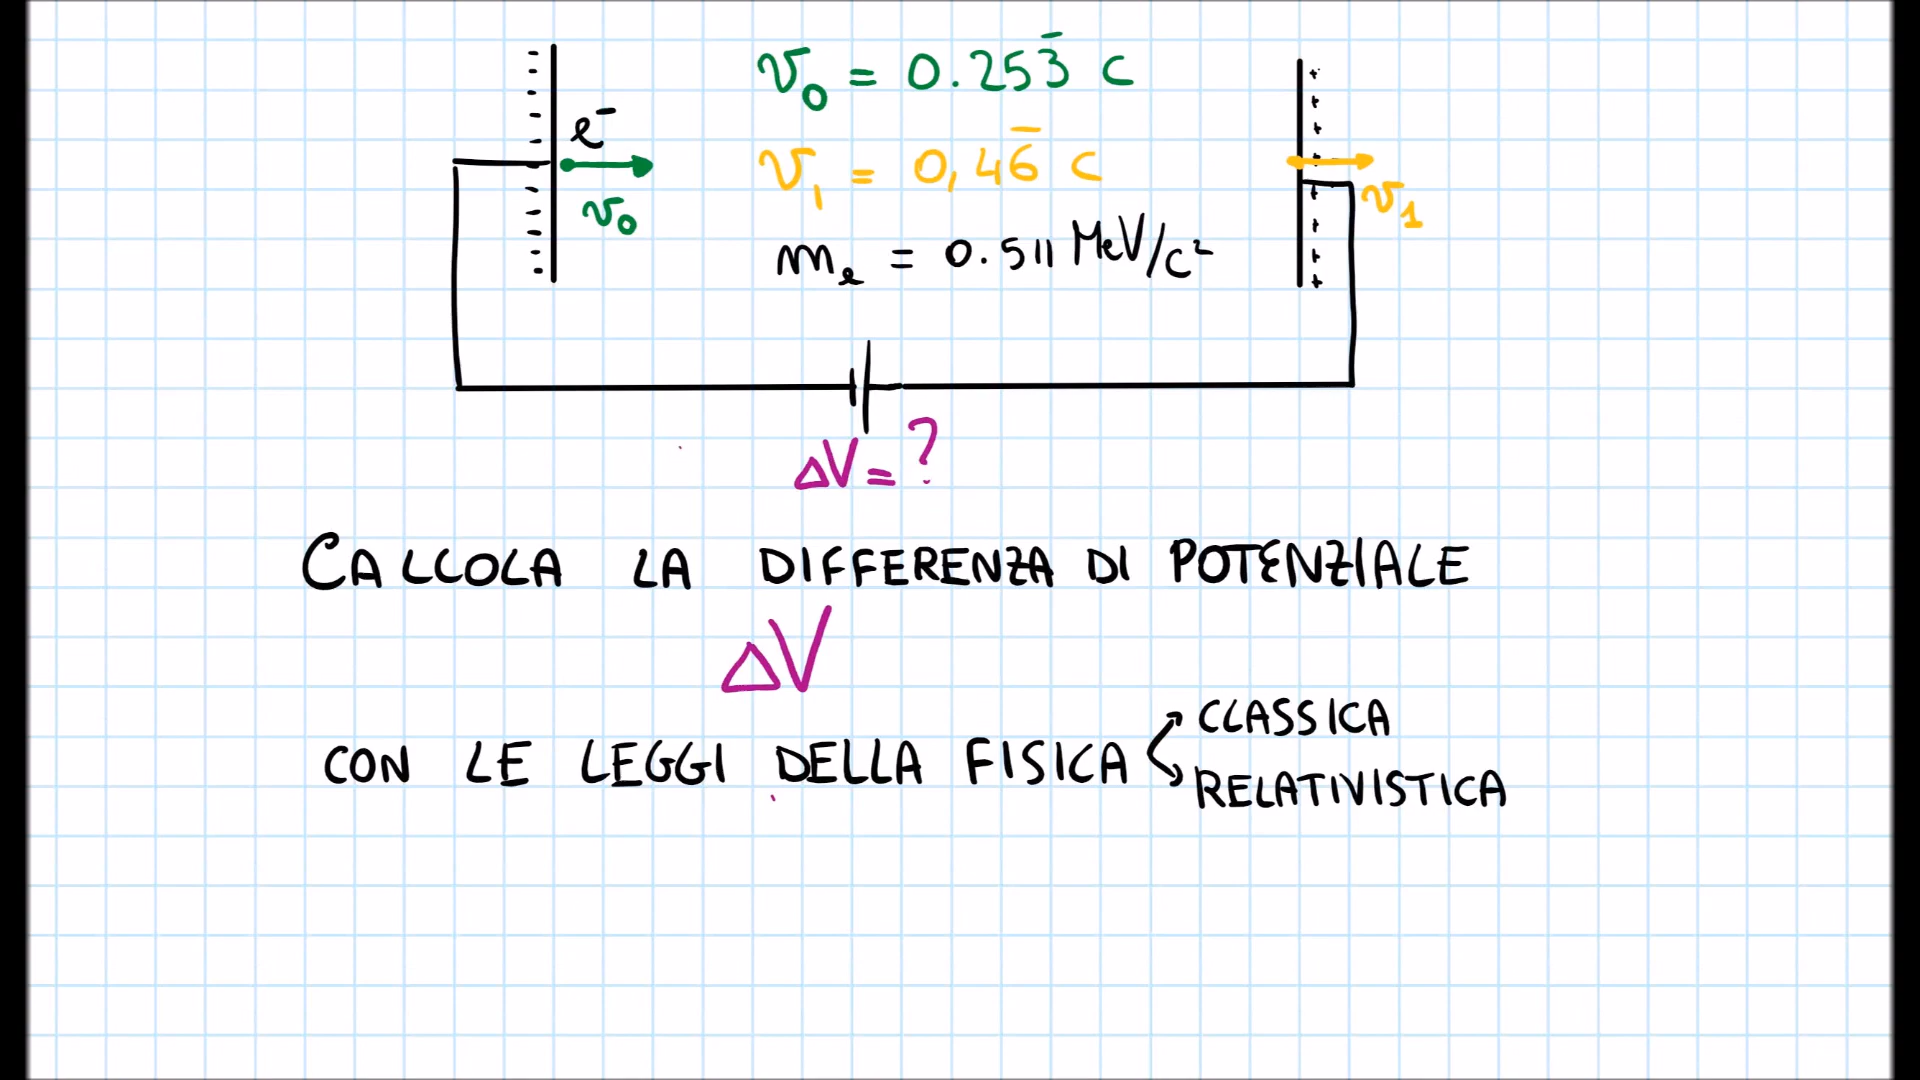 v₀ = 0.253̅ c
e⁻
v₁ = 0,46̅ c
v₀
v₁
mₑ = 0.511 MeV/c²
ΔV = ?
CALCOLA LA DIFFERENZA DI POTENZIALE
ΔV
CON LE LEGGI DELLA FISICA
CLASSICA
RELATIVISTICA